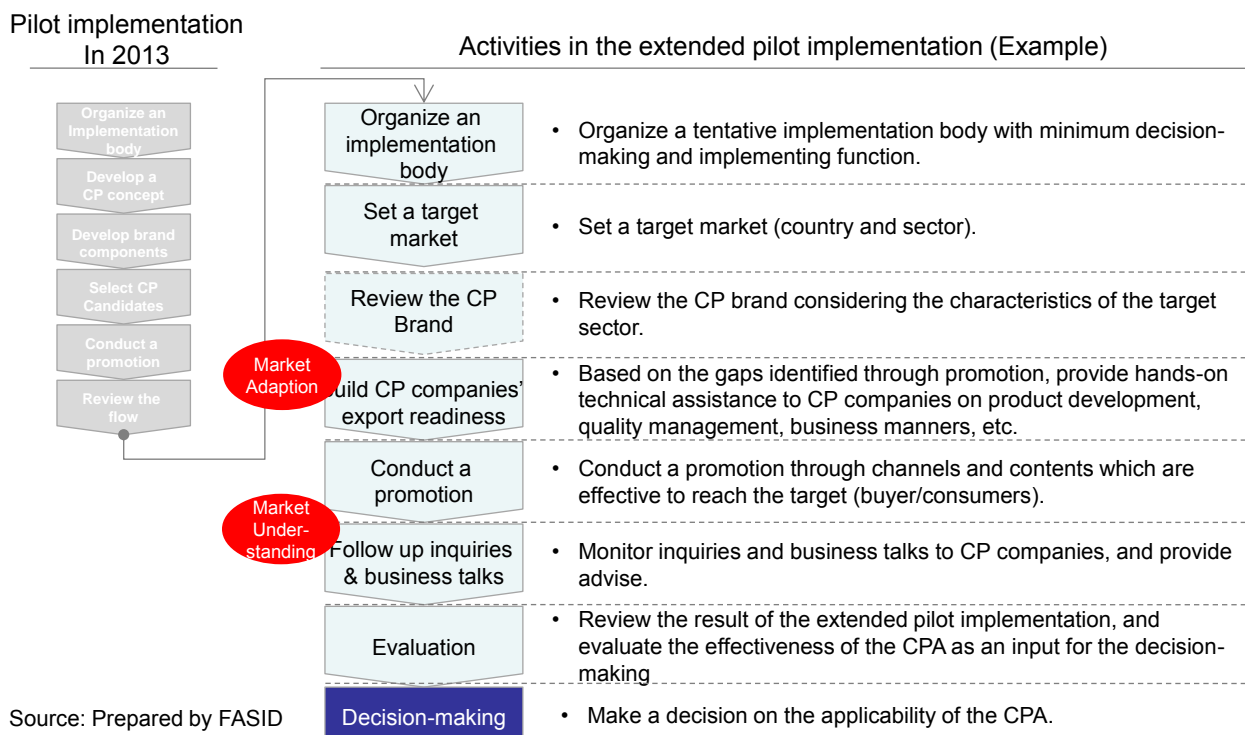 Pilot implementation
In 2013
Activities in the extended pilot implementation (Example)
Organize an
Implementation
body
Develop a
CP concept
Develop brand
components
Select CP
Candidates
Conduct a
promotion
Review the
flow
Organize an
implementation
body
• Organize a tentative implementation body with minimum decision-
making and implementing function.
Set a target
market
• Set a target market (country and sector).
Review the CP
Brand
• Review the CP brand considering the characteristics of the target
sector.
Market
Adaption
uild CP companies'
export readiness
• Based on the gaps identified through promotion, provide hands-on
technical assistance to CP companies on product development,
quality management, business manners, etc.
Conduct a
promotion
• Conduct a promotion through channels and contents which are
effective to reach the target (buyer/consumers).
Market
Under-
standing
Follow up inquiries
& business talks
• Monitor inquiries and business talks to CP companies, and provide
advise.
Evaluation
• Review the result of the extended pilot implementation, and
evaluate the effectiveness of the CPA as an input for the decision-
making
Decision-making
• Make a decision on the applicability of the CPA.
Source: Prepared by FASID